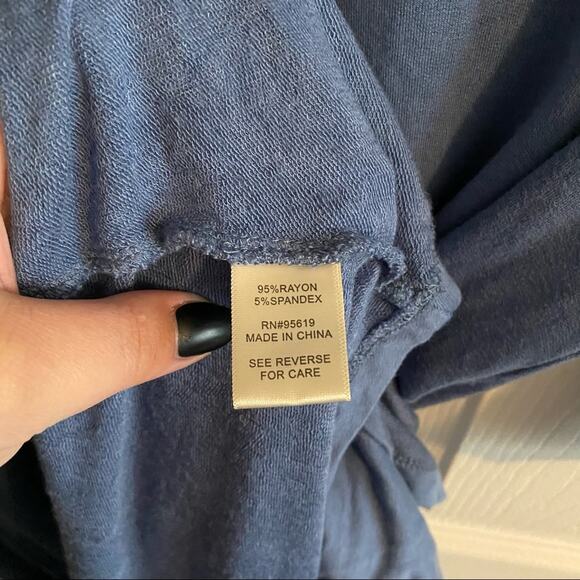 95%RAYON
5%SPANDEX
RN#95619
MADE IN CHINA
SEE REVERSE
FOR CARE